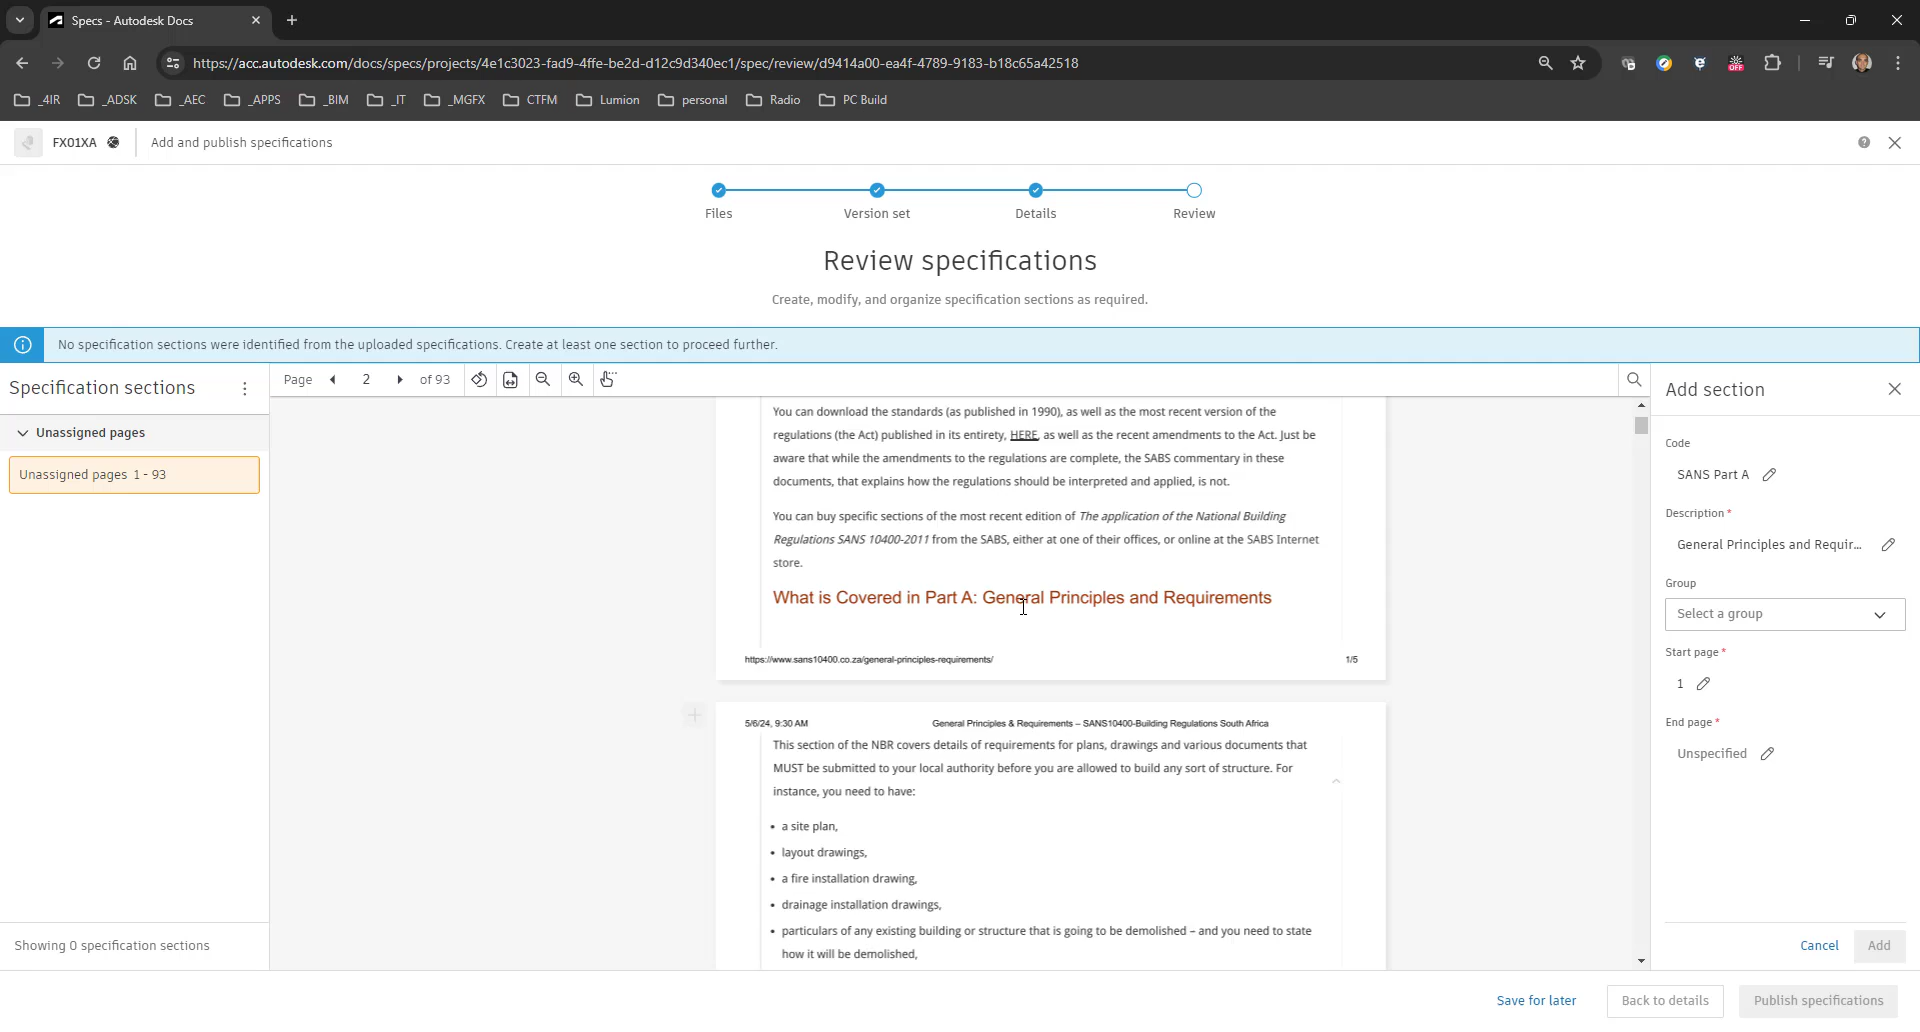 Specs - Autodesk Docs
https://acc.autodesk.com/docs/specs/projects/4e1c3023-fad9-4ffe-be2d-d12c9d340ec1/spec/review/d9414a00-ea4f-4789-9183-b18c65a42518
OFF
_4IR
_ADSK
_AEC
_APPS
_BIM
_IT
_MGFX
CTFM
Lumion
personal
Radio
PC Build
FX01XA
Add and publish specifications
Files
Version set
Details
Review
Review specifications
Create, modify, and organize specification sections as required.
No specification sections were identified from the uploaded specifications. Create at least one section to proceed further.
Specification sections
Unassigned pages
Unassigned pages 1 - 93
Showing 0 specification sections
Page 2 of 93
You can download the standards (as published in 1990), as well as the most recent version of the
regulations (the Act) published in its entirety, HERE, as well as the recent amendments to the Act. Just be
aware that while the amendments to the regulations are complete, the SABS commentary in these
documents, that explains how the regulations should be interpreted and applied, is not.
You can buy specific sections of the most recent edition of The application of the National Building
Regulations SANS 10400-2011 from the SABS, either at one of their offices, or online at the SABS Internet
store.
What is Covered in Part A: General Principles and Requirements
https://www.sans10400.co.za/general-principles-requirements/
1/5
5/6/24, 9:30 AM
General Principles & Requirements – SANS10400-Building Regulations South Africa
This section of the NBR covers details of requirements for plans, drawings and various documents that
MUST be submitted to your local authority before you are allowed to build any sort of structure. For
instance, you need to have:
• a site plan,
• layout drawings,
• a fire installation drawing,
• drainage installation drawings,
• particulars of any existing building or structure that is going to be demolished – and you need to state
how it will be demolished,
Add section
Code
SANS Part A
Description *
General Principles and Requir...
Group
Select a group
Start page *
1
End page *
Unspecified
Cancel
Add
Save for later
Back to details
Publish specifications